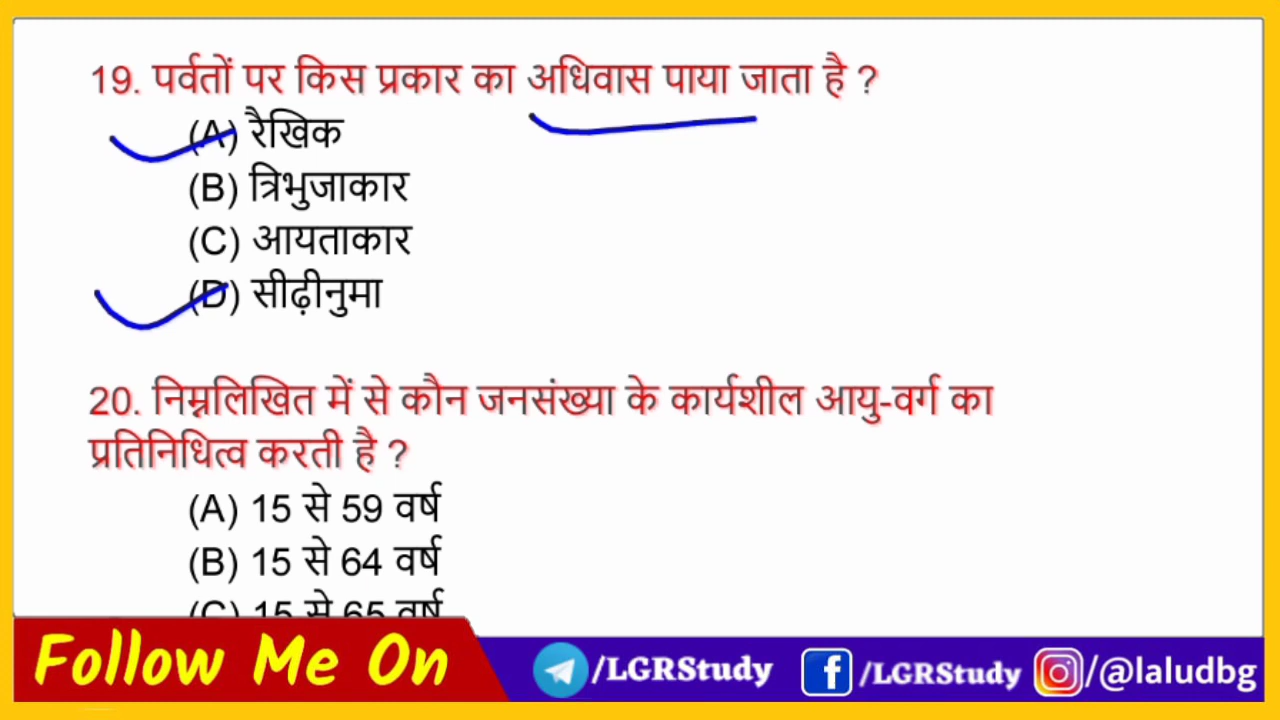 19. पर्वतों पर किस प्रकार का अधिवास पाया जाता है ?
(A) रैखिक
(B) त्रिभुजाकार
(C) आयताकार
(D) सीढ़ीनुमा
20. निम्नलिखित में से कौन जनसंख्या के कार्यशील आयु-वर्ग का
प्रतिनिधित्व करती है ?
(A) 15 से 59 वर्ष
(B) 15 से 64 वर्ष
(C) 15 से 65 वर्ष
Follow Me On
/LGRStudy
/LGRStudy
/@laludbg